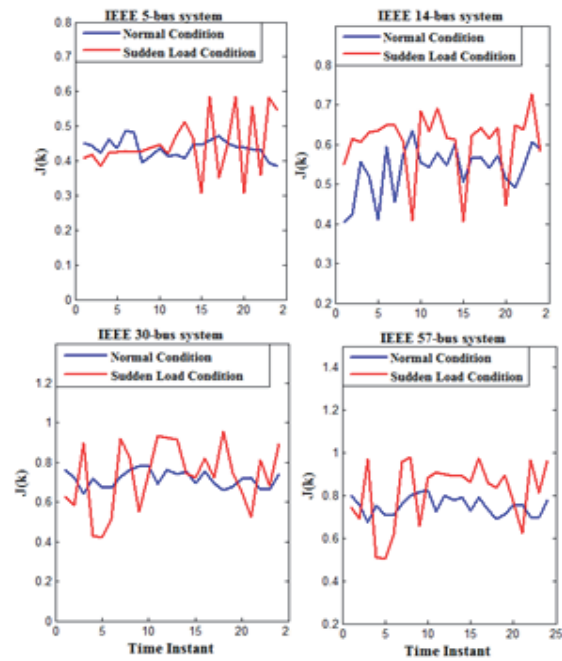 IEEE 5-bus system
IEEE 14-bus system
0.8
0.7
0.6
0.5
0.4
0.3
0.2
0.1
0
J(k)
Normal Condition
Sudden Load Condition
0 5 10 15 20 2
0.9
0.8
0.7
0.6
0.5
0.4
0.3
0.2
J(k)
Normal Condition
Sudden Load Condition
0 5 10 15 20 2
IEEE 30-bus system
IEEE 57-bus system
1.2
1
0.8
0.6
0.4
0.2
0
J(k)
Normal Condition
Sudden Load Condition
0 5 10 15 20 2
Time Instant
1.4
1.2
1
0.8
0.6
0.4
0.2
J(k)
Normal Condition
Sudden Load Condition
0 5 10 15 20 25
Time Instant